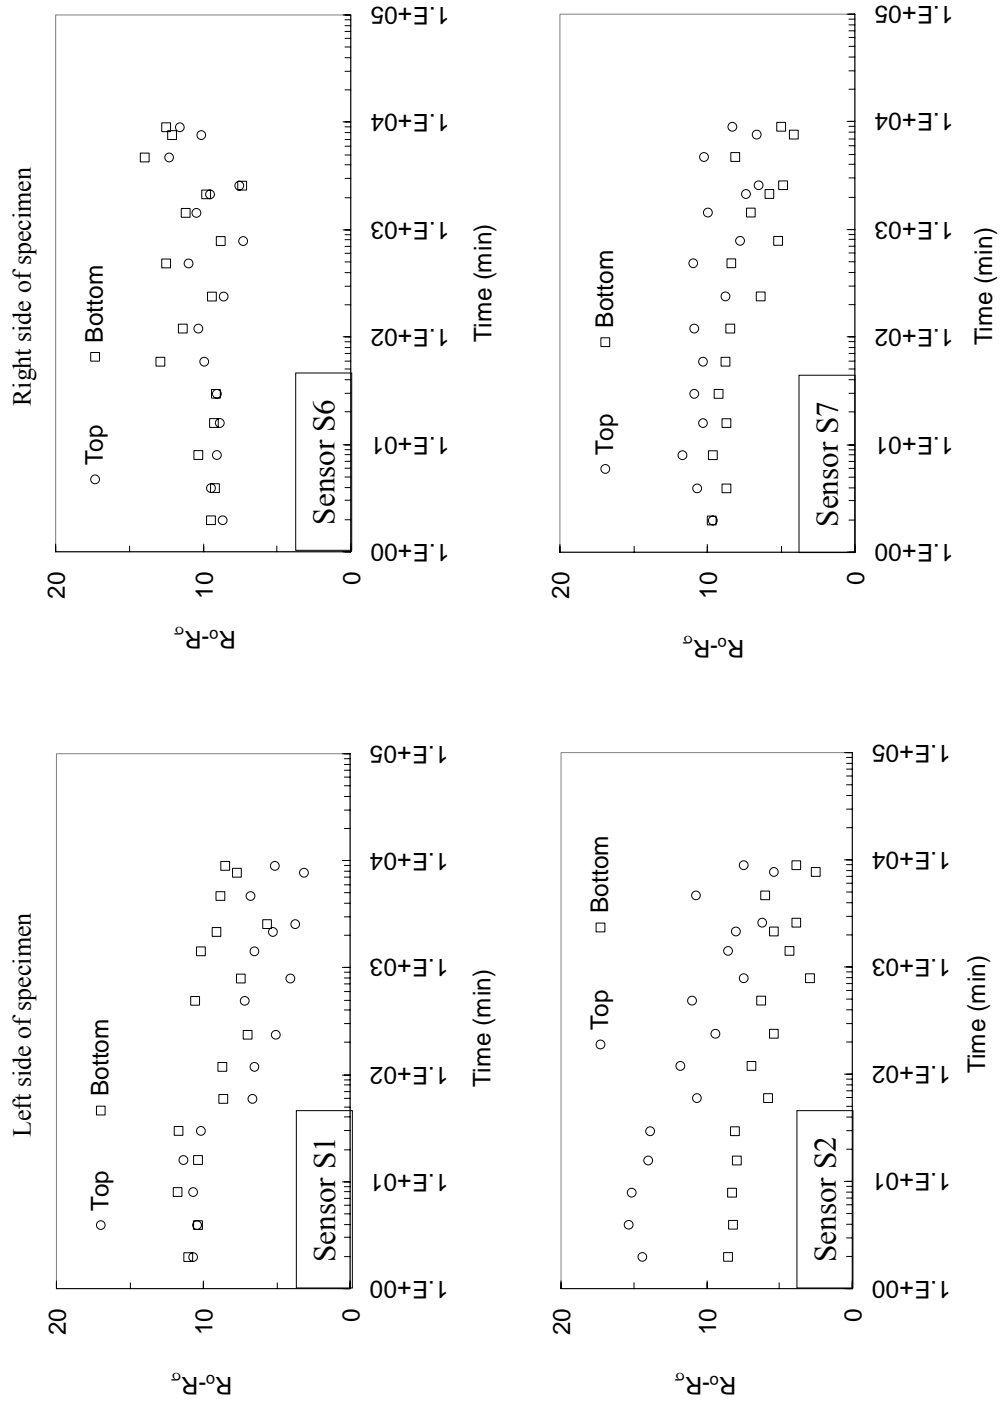 Left side of specimen
20
10
0
Rₒ-R_σ
○ Top □ Bottom
Sensor S1
1.E+00 1.E+01 1.E+02 1.E+03 1.E+04 1.E+05
Time (min)
Right side of specimen
20
10
0
Rₒ-R_σ
○ Top □ Bottom
Sensor S6
1.E+00 1.E+01 1.E+02 1.E+03 1.E+04 1.E+05
Time (min)
20
10
0
Rₒ-R_σ
○ Top □ Bottom
Sensor S2
1.E+00 1.E+01 1.E+02 1.E+03 1.E+04 1.E+05
Time (min)
20
10
0
Rₒ-R_σ
○ Top □ Bottom
Sensor S7
1.E+00 1.E+01 1.E+02 1.E+03 1.E+04 1.E+05
Time (min)